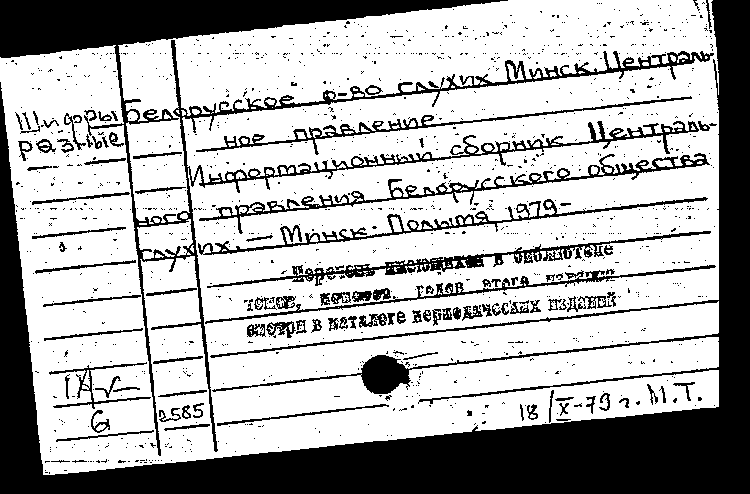 Шифры Белорусское о-во глухих Минск. Централь-
разные
ное правление.
Информационный сборник Централь-
ного правления Белорусского общества
глухих. — Минск: Полымя, 1979-
Перечень имеющихся в библиотеке
томов, номеров, годов этого издания
смотри в каталоге периодических изданий
6
2585
18/X-79 г. М.Т.